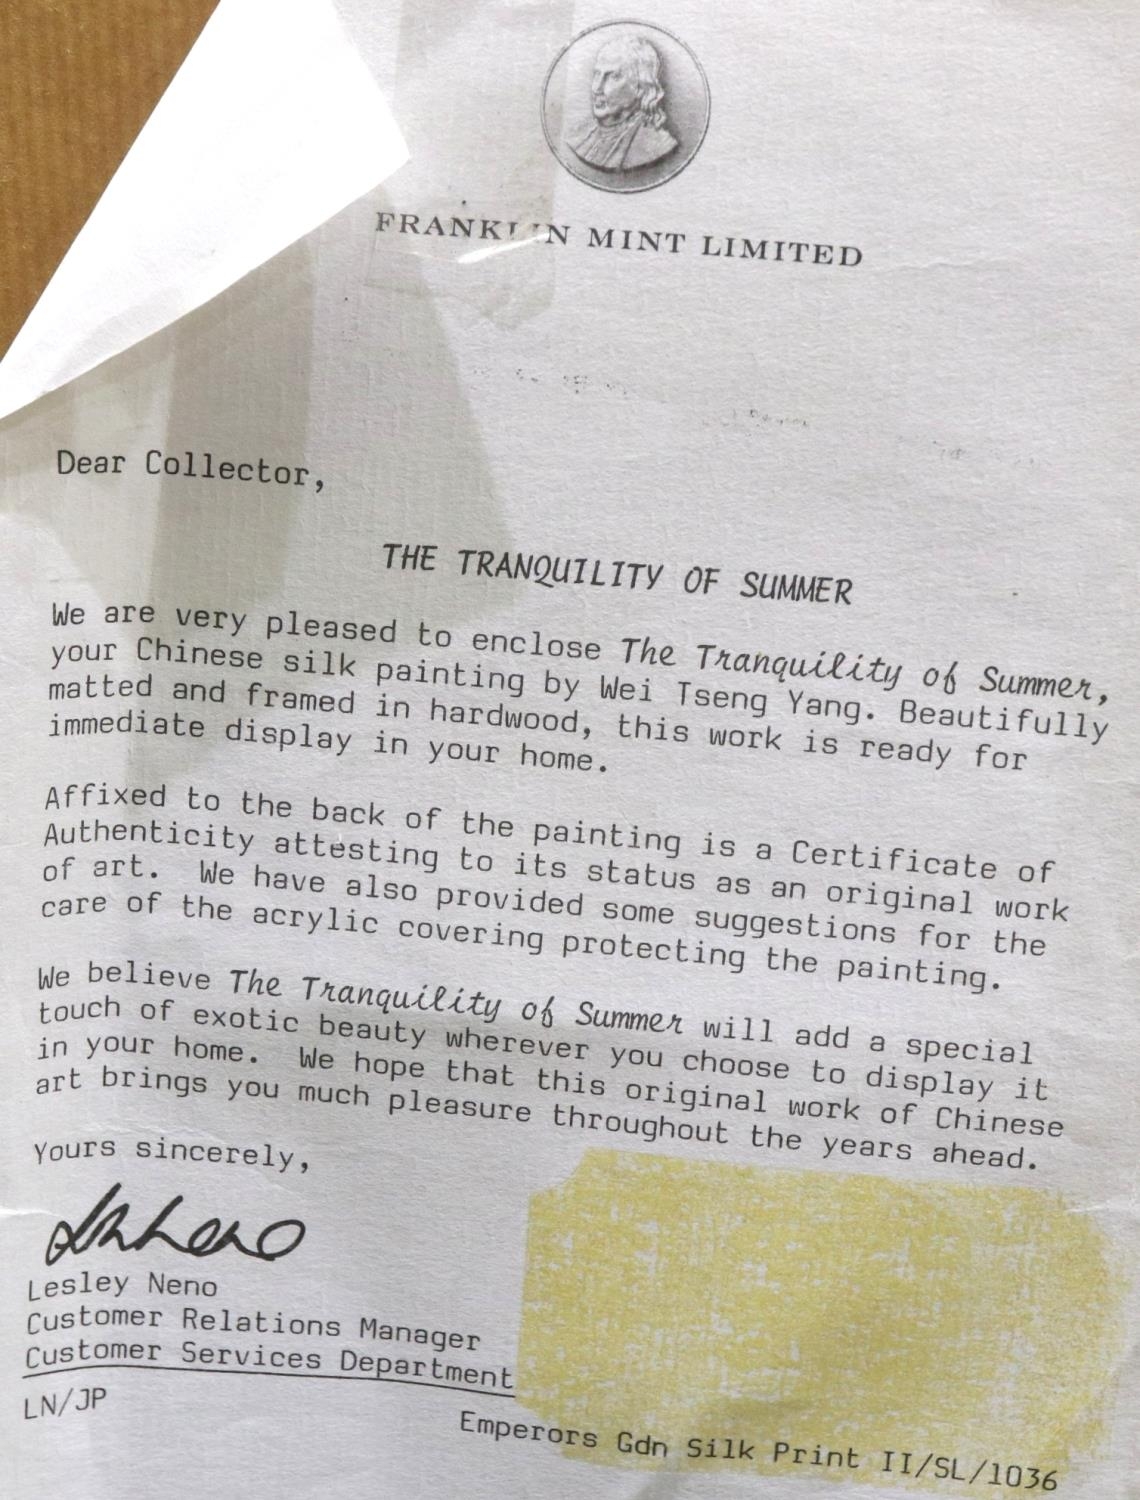 FRANKLIN MINT LIMITED
Dear Collector,
THE TRANQUILITY OF SUMMER
We are very pleased to enclose The Tranquility of Summer,
your Chinese silk painting by Wei Tseng Yang. Beautifully
matted and framed in hardwood, this work is ready for
immediate display in your home.
Affixed to the back of the painting is a Certificate of
Authenticity attesting to its status as an original work
of art. We have also provided some suggestions for the
care of the acrylic covering protecting the painting.
We believe The Tranquility of Summer will add a special
touch of exotic beauty wherever you choose to display it
in your home. We hope that this original work of Chinese
art brings you much pleasure throughout the years ahead.
Yours sincerely,
Lesley Neno
Customer Relations Manager
Customer Services Department
LN/JP
Emperors Gdn Silk Print II/SL/1036